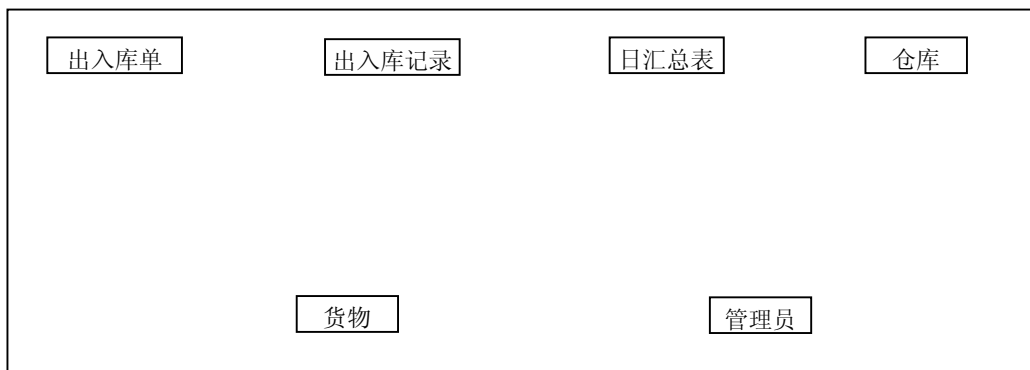 出入库单
出入库记录
日汇总表
仓库
货物
管理员